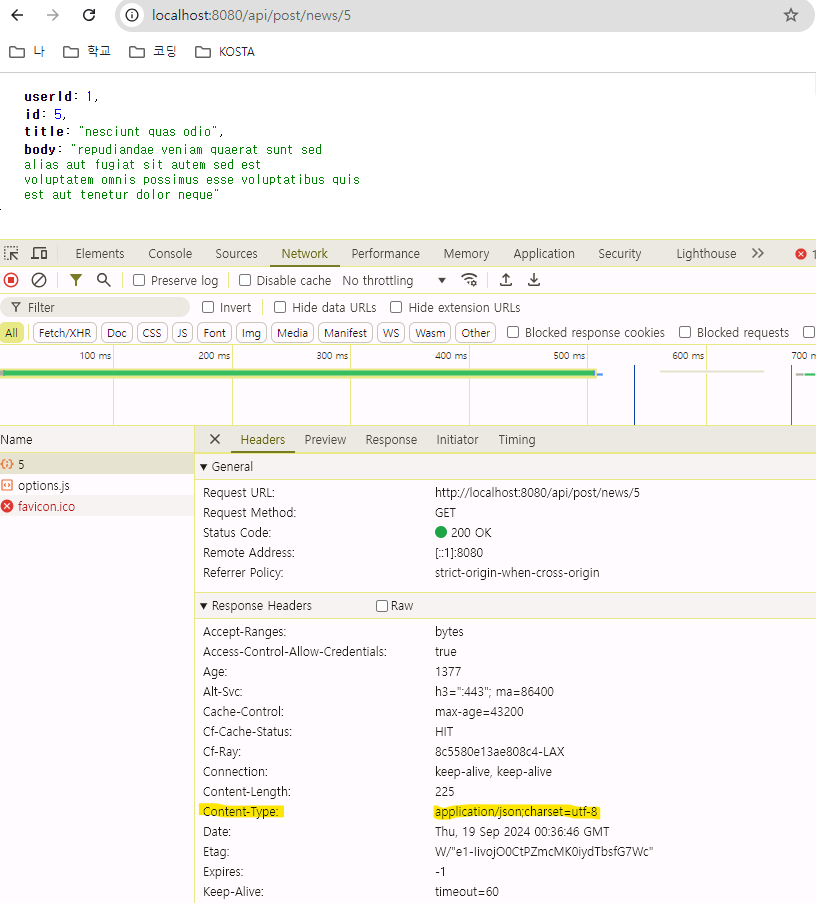 localhost:8080/api/post/news/5
나 학교 코딩 KOSTA
userId: 1,
id: 5,
title: "nesciunt quas odio",
body: "repudiandae veniam quaerat sunt sed
alias aut fugiat sit autem sed est
voluptatem omnis possimus esse voluptatibus quis
est aut tenetur dolor neque"
Elements Console Sources Network Performance Memory Application Security Lighthouse 1
Preserve log Disable cache No throttling
Filter Invert Hide data URLs Hide extension URLs
All Fetch/XHR Doc CSS JS Font Img Media Manifest WS Wasm Other Blocked response cookies Blocked requests
100 ms 200 ms 300 ms 400 ms 500 ms 600 ms 700 m
Name Headers Preview Response Initiator Timing
5
options.js
favicon.ico
General
Request URL: http://localhost:8080/api/post/news/5
Request Method: GET
Status Code: 200 OK
Remote Address: [::1]:8080
Referrer Policy: strict-origin-when-cross-origin
Response Headers Raw
Accept-Ranges: bytes
Access-Control-Allow-Credentials: true
Age: 1377
Alt-Svc: h3=":443"; ma=86400
Cache-Control: max-age=43200
Cf-Cache-Status: HIT
Cf-Ray: 8c5580e13ae808c4-LAX
Connection: keep-alive, keep-alive
Content-Length: 225
Content-Type: application/json;charset=utf-8
Date: Thu, 19 Sep 2024 00:36:46 GMT
Etag: W/"e1-IivojO0CtPZmcMK0iydTbsfG7Wc"
Expires: -1
Keep-Alive: timeout=60